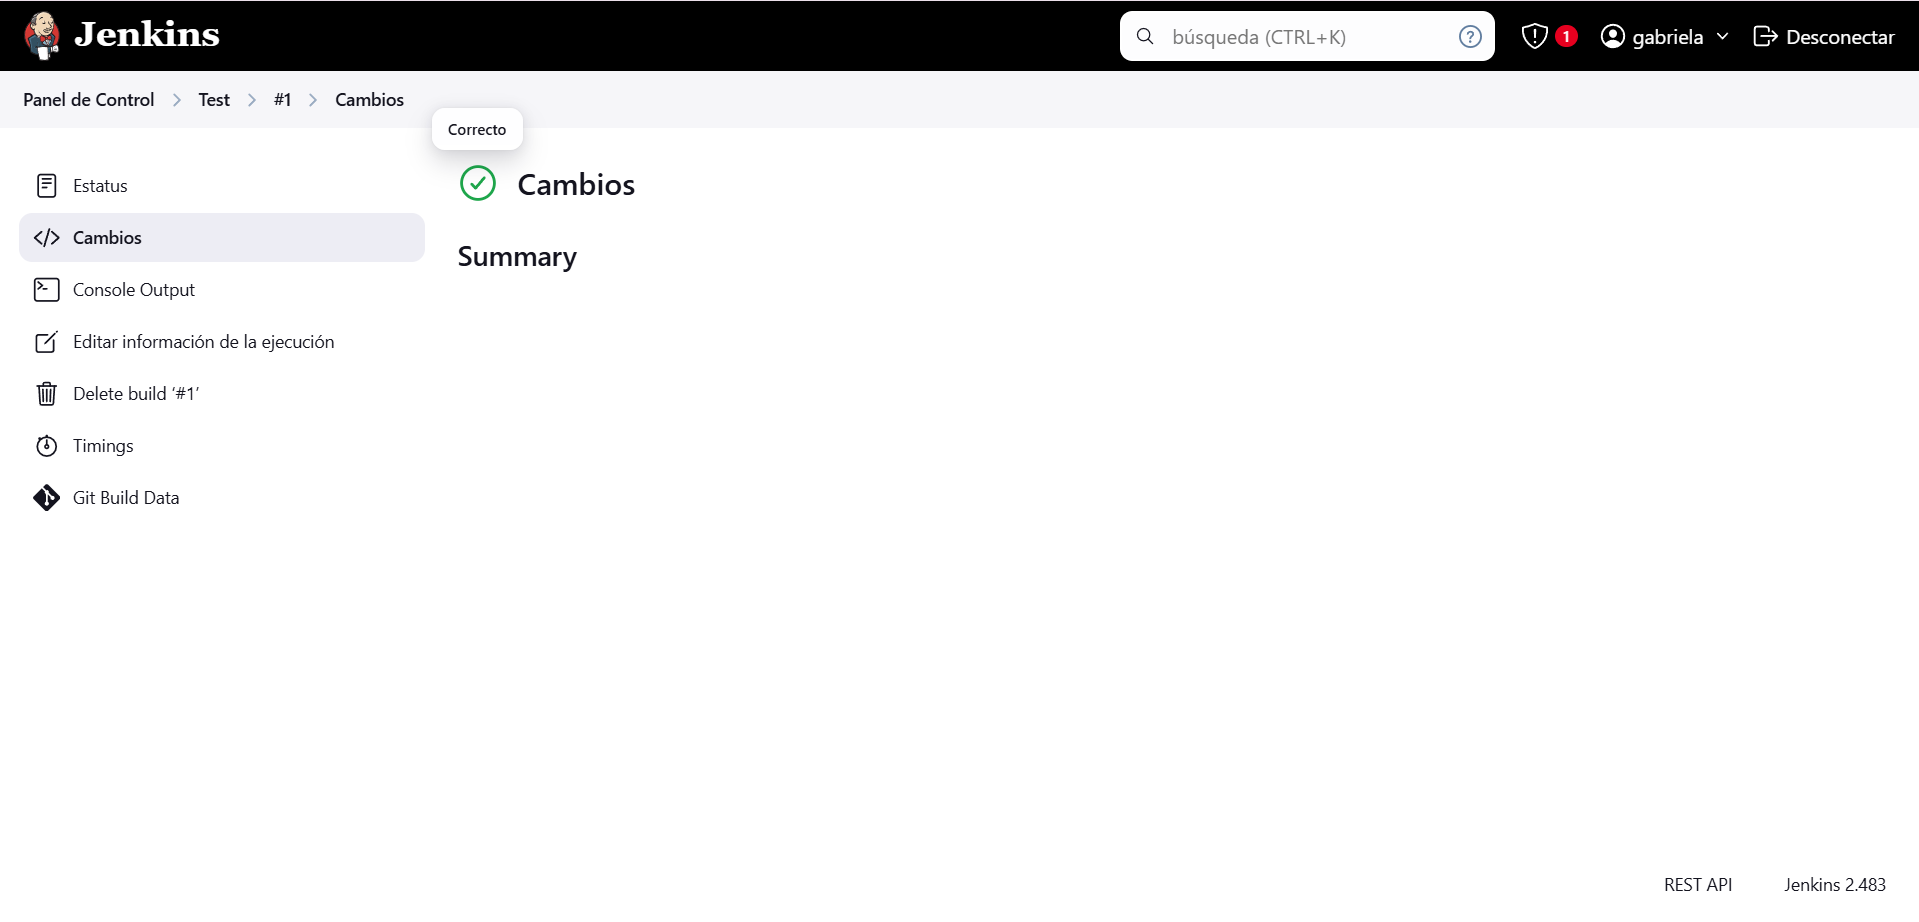 Jenkins
búsqueda (CTRL+K)
?
1
gabriela
Desconectar
Panel de Control > Test > #1 > Cambios
Correcto
Estatus
Cambios
Console Output
Editar información de la ejecución
Delete build ‘#1’
Timings
Git Build Data
Cambios
Summary
REST API
Jenkins 2.483